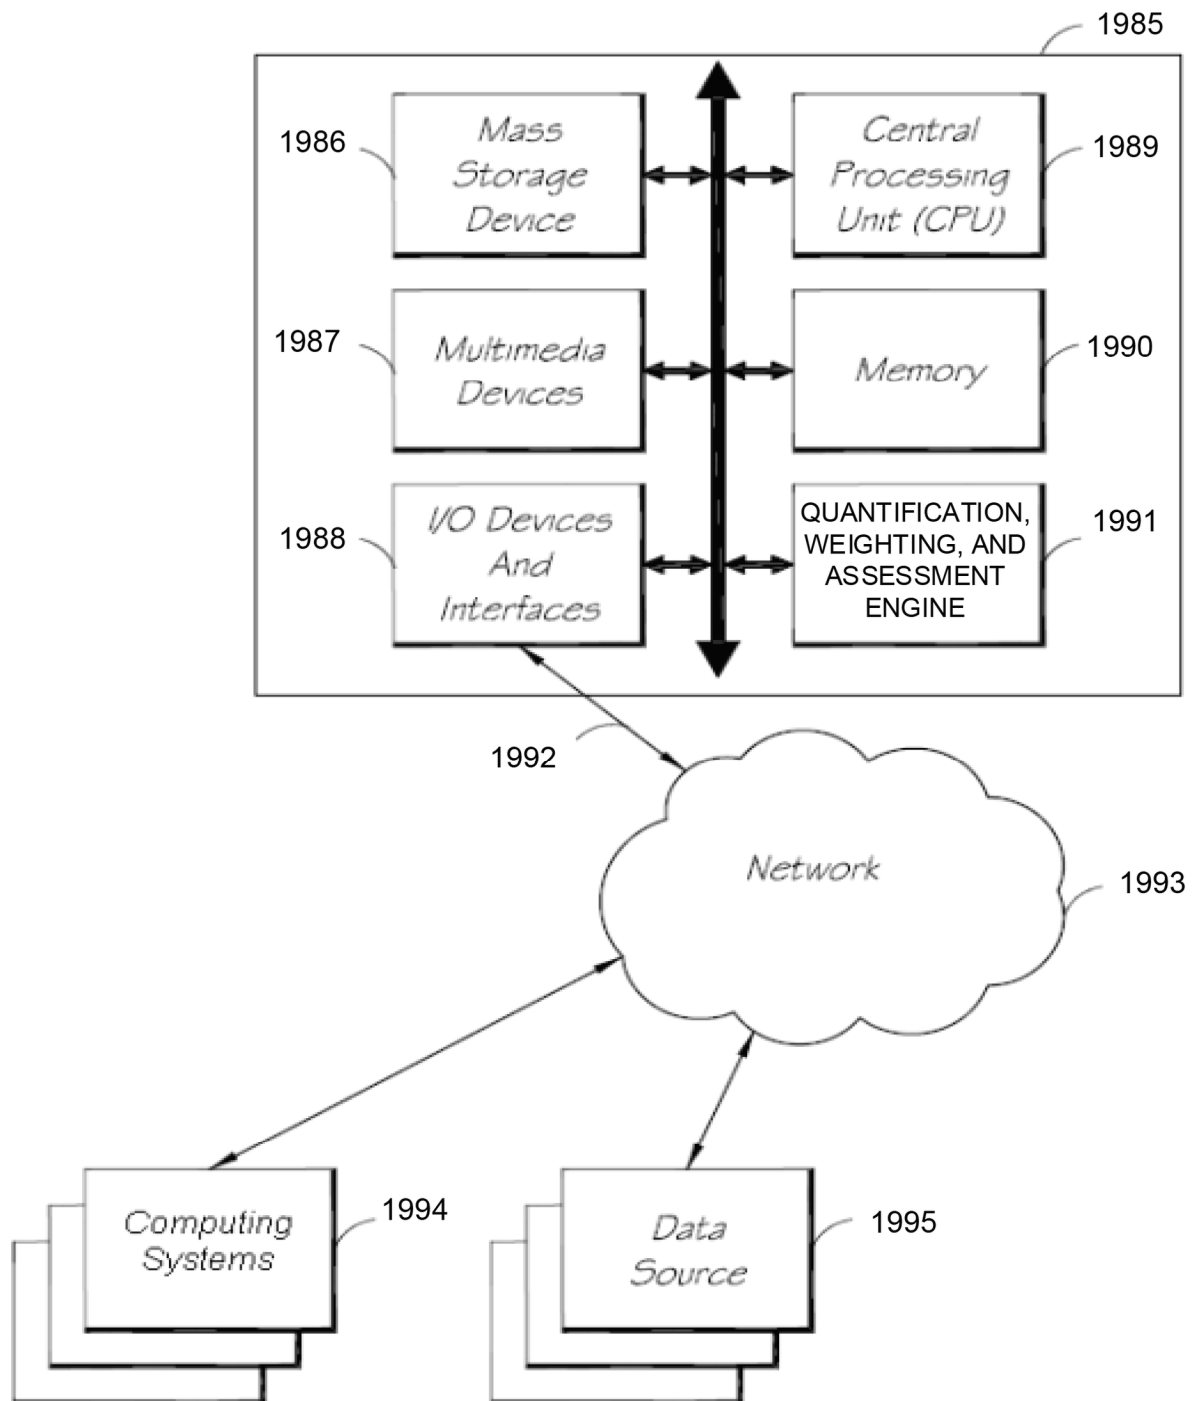 1985
1986
Mass
Storage
Device
Central
Processing
Unit (CPU)
1989
1987
Multimedia
Devices
Memory
1990
1988
I/O Devices
And
Interfaces
QUANTIFICATION,
WEIGHTING, AND
ASSESSMENT
ENGINE
1991
1992
Network
1993
Computing
Systems
1994
Data
Source
1995